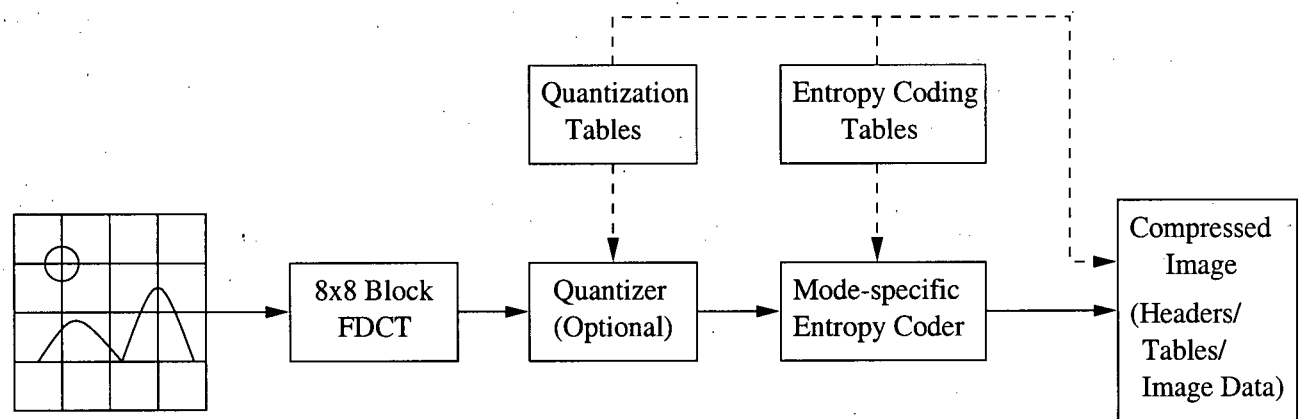 Quantization
Tables
Entropy Coding
Tables
8x8 Block
FDCT
Quantizer
(Optional)
Mode-specific
Entropy Coder
Compressed
Image
(Headers/
Tables/
Image Data)